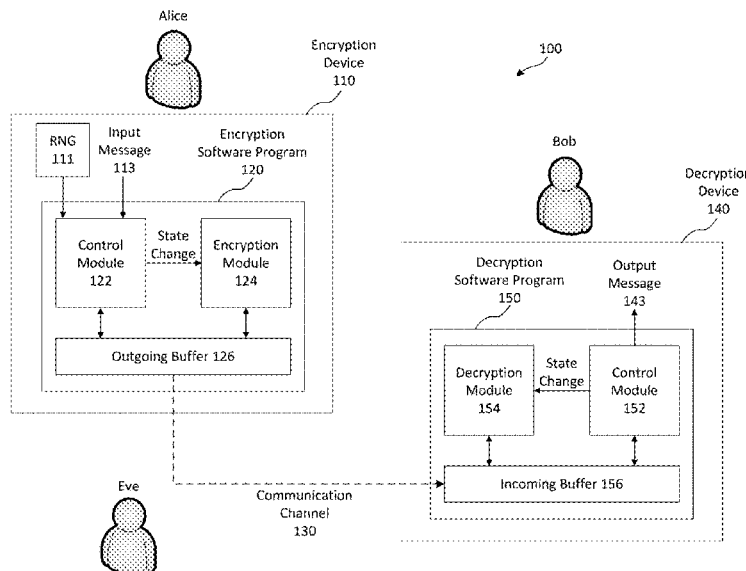 Alice
Encryption
Device
110
100
RNG
111
Input
Message
113
Encryption
Software Program
120
Control
Module
122
State
Change
Encryption
Module
124
Outgoing Buffer 126
Bob
Decryption
Device
140
Decryption
Software Program
150
Output
Message
143
Decryption
Module
154
State
Change
Control
Module
152
Incoming Buffer 156
Communication
Channel
130
Eve